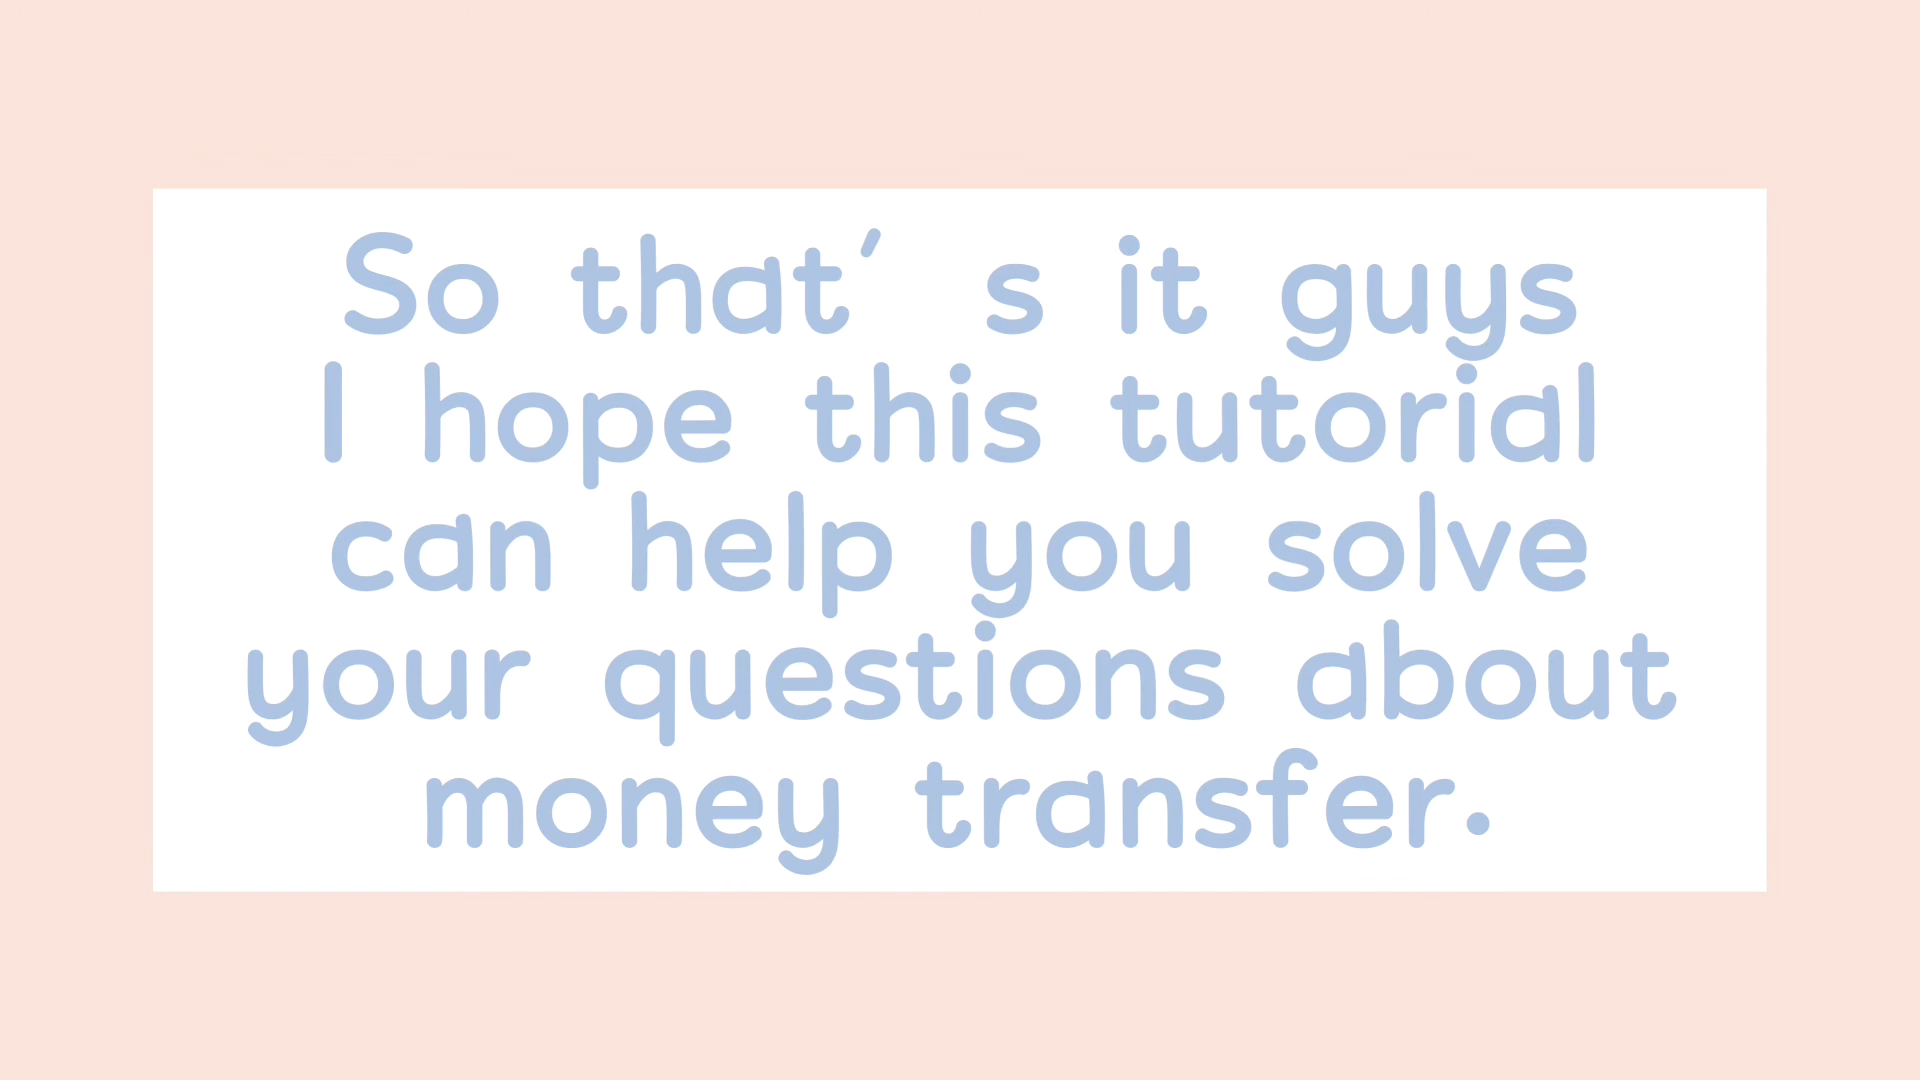 So that’ s it guys
I hope this tutorial
can help you solve
your questions about
money transfer.